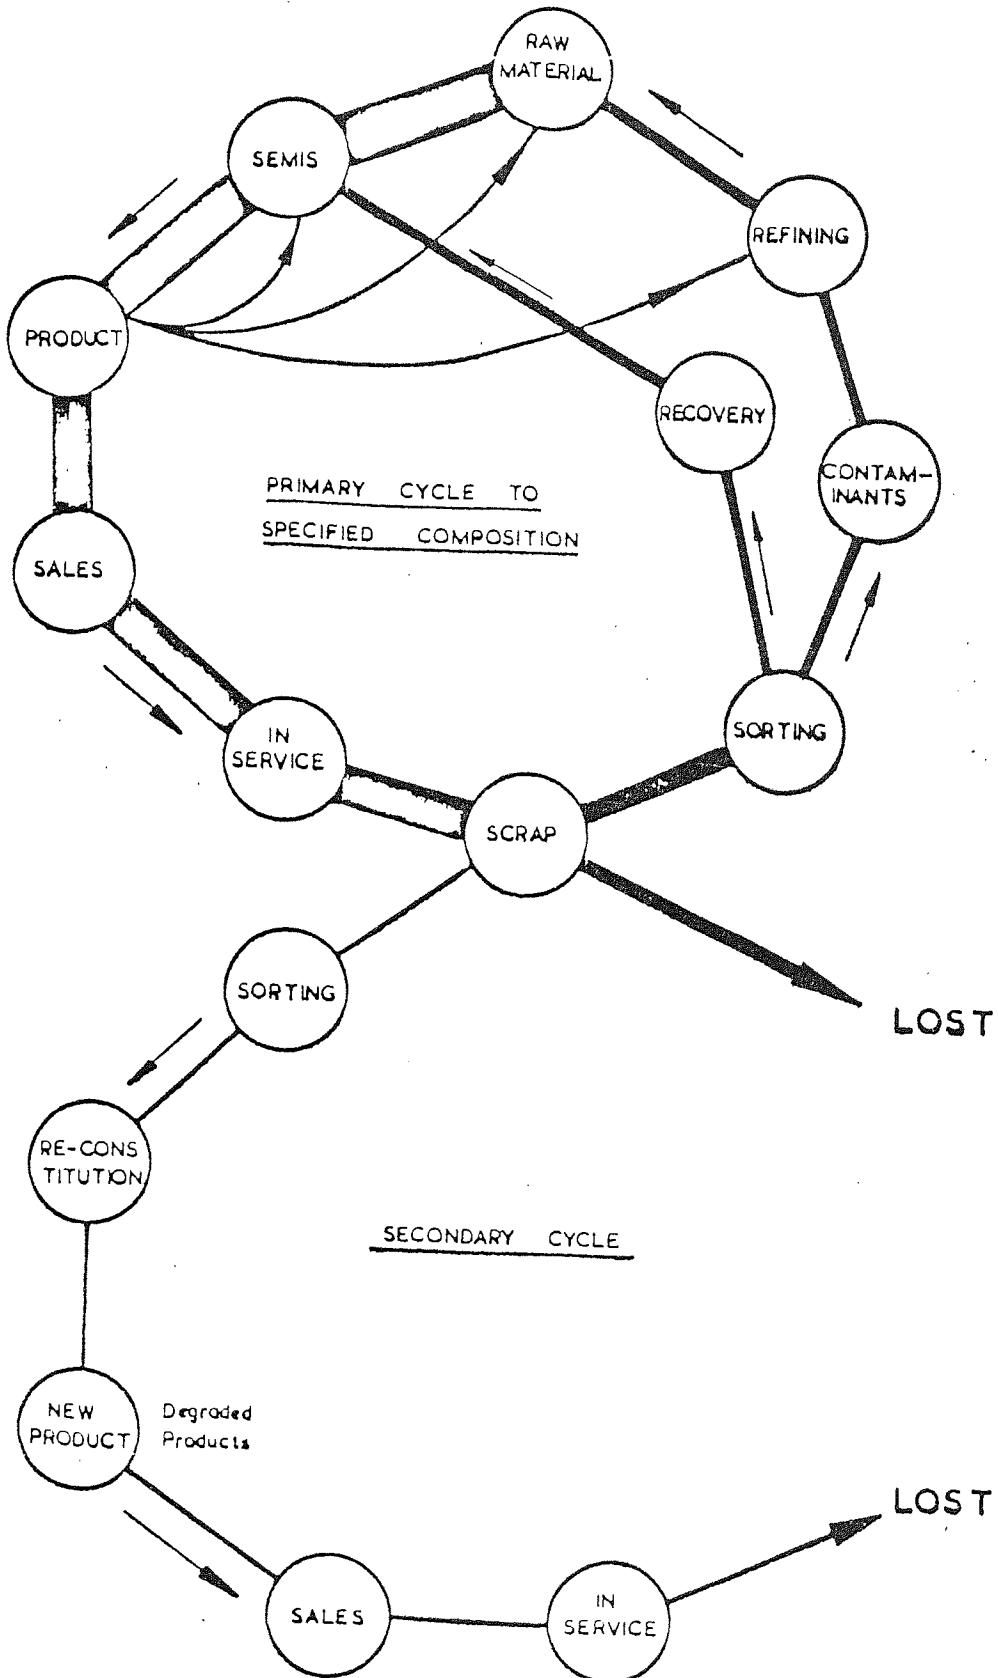 RAW
MATERIAL
SEMIS
REFINING
PRODUCT
RECOVERY
CONTAM-
INANTS
PRIMARY CYCLE TO
SPECIFIED COMPOSITION
SALES
SORTING
IN
SERVICE
SCRAP
SORTING
LOST
RE-CONS
TITUTION
SECONDARY CYCLE
NEW
PRODUCT
Degraded
Products
LOST
SALES
IN
SERVICE